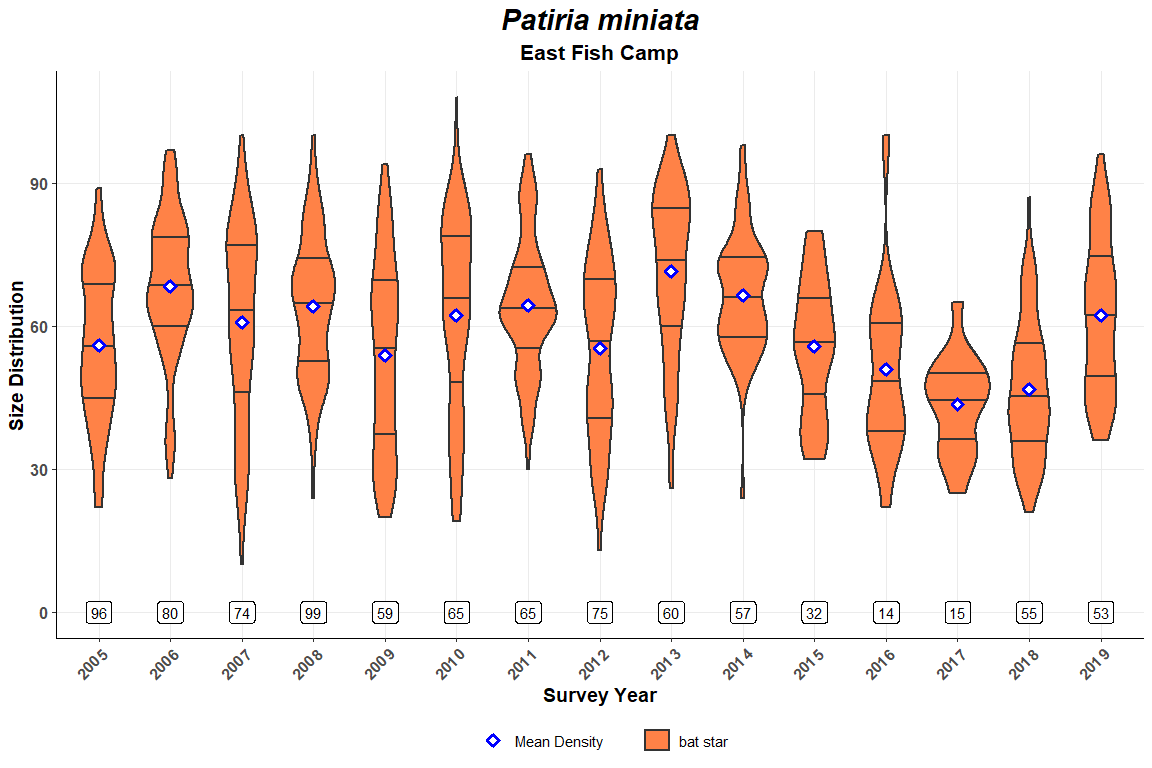 Patiria miniata
East Fish Camp
Size Distribution
90
60
30
0
96 80 74 99 59 65 65 75 60 57 32 14 15 55 53
2005 2006 2007 2008 2009 2010 2011 2012 2013 2014 2015 2016 2017 2018 2019
Survey Year
Mean Density bat star